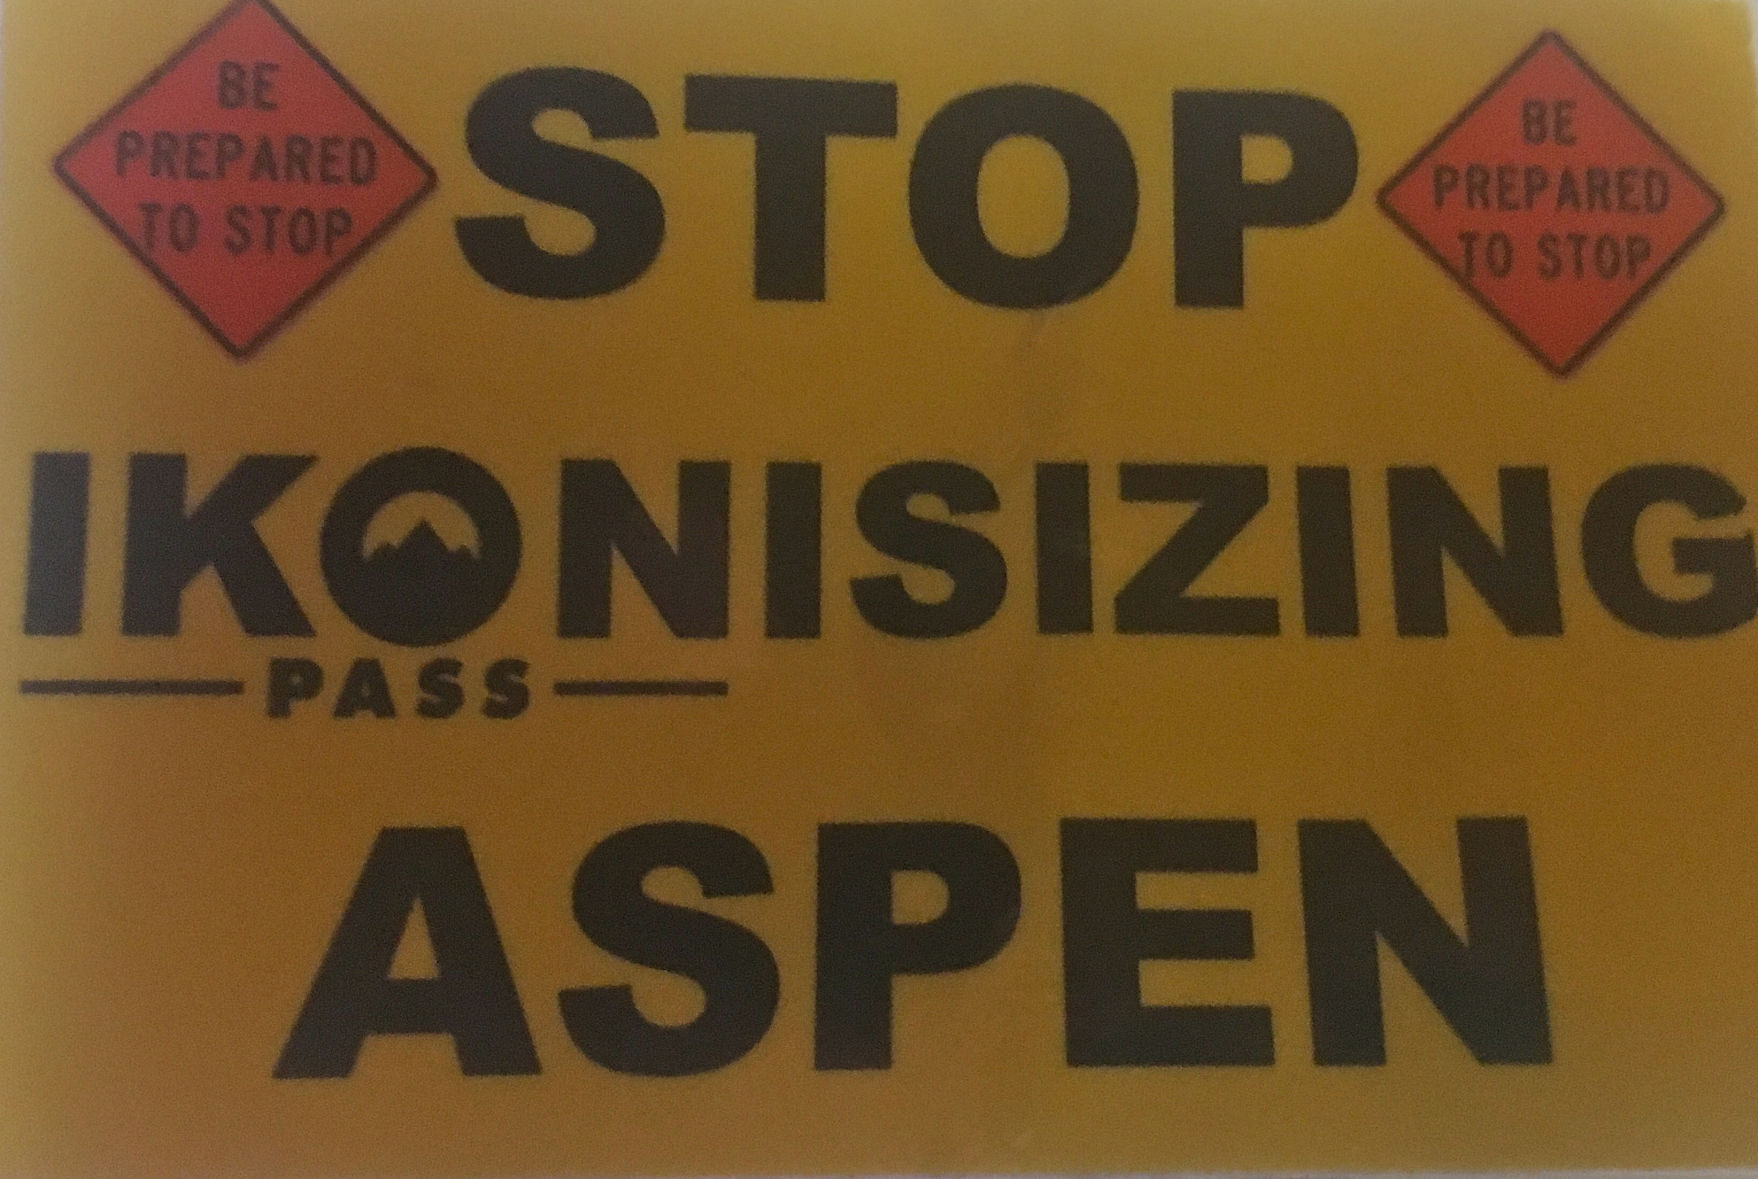 BE
PREPARED
TO STOP
STOP
BE
PREPARED
TO STOP
IKONISIZING
PASS
ASPEN